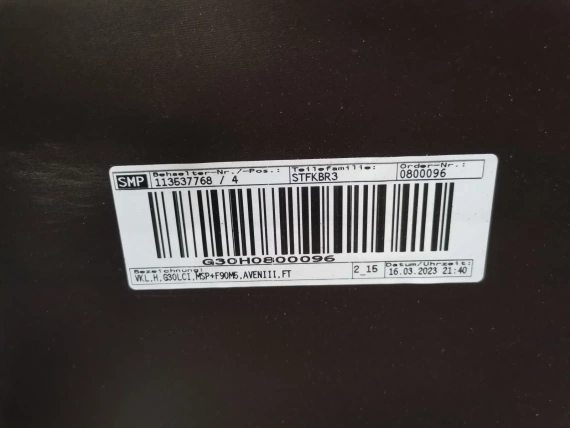 SMP Behaelter-Nr./-Pos.: Teilefamilie: Order-Nr.:
113637768 / 4 STFKBR3 0800096
G30H0800096
Bezeichnung: 2_15 Datum/Uhrzeit:
VKL,H,G30LCI,MSP+F90M5,AVENIII,FT 16.03.2023 21:40